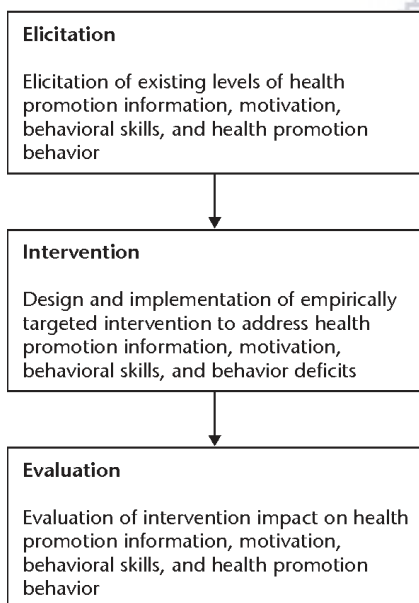 Elicitation
Elicitation of existing levels of health
promotion information, motivation,
behavioral skills, and health promotion
behavior
Intervention
Design and implementation of empirically
targeted intervention to address health
promotion information, motivation,
behavioral skills, and behavior deficits
Evaluation
Evaluation of intervention impact on health
promotion information, motivation,
behavioral skills, and health promotion
behavior